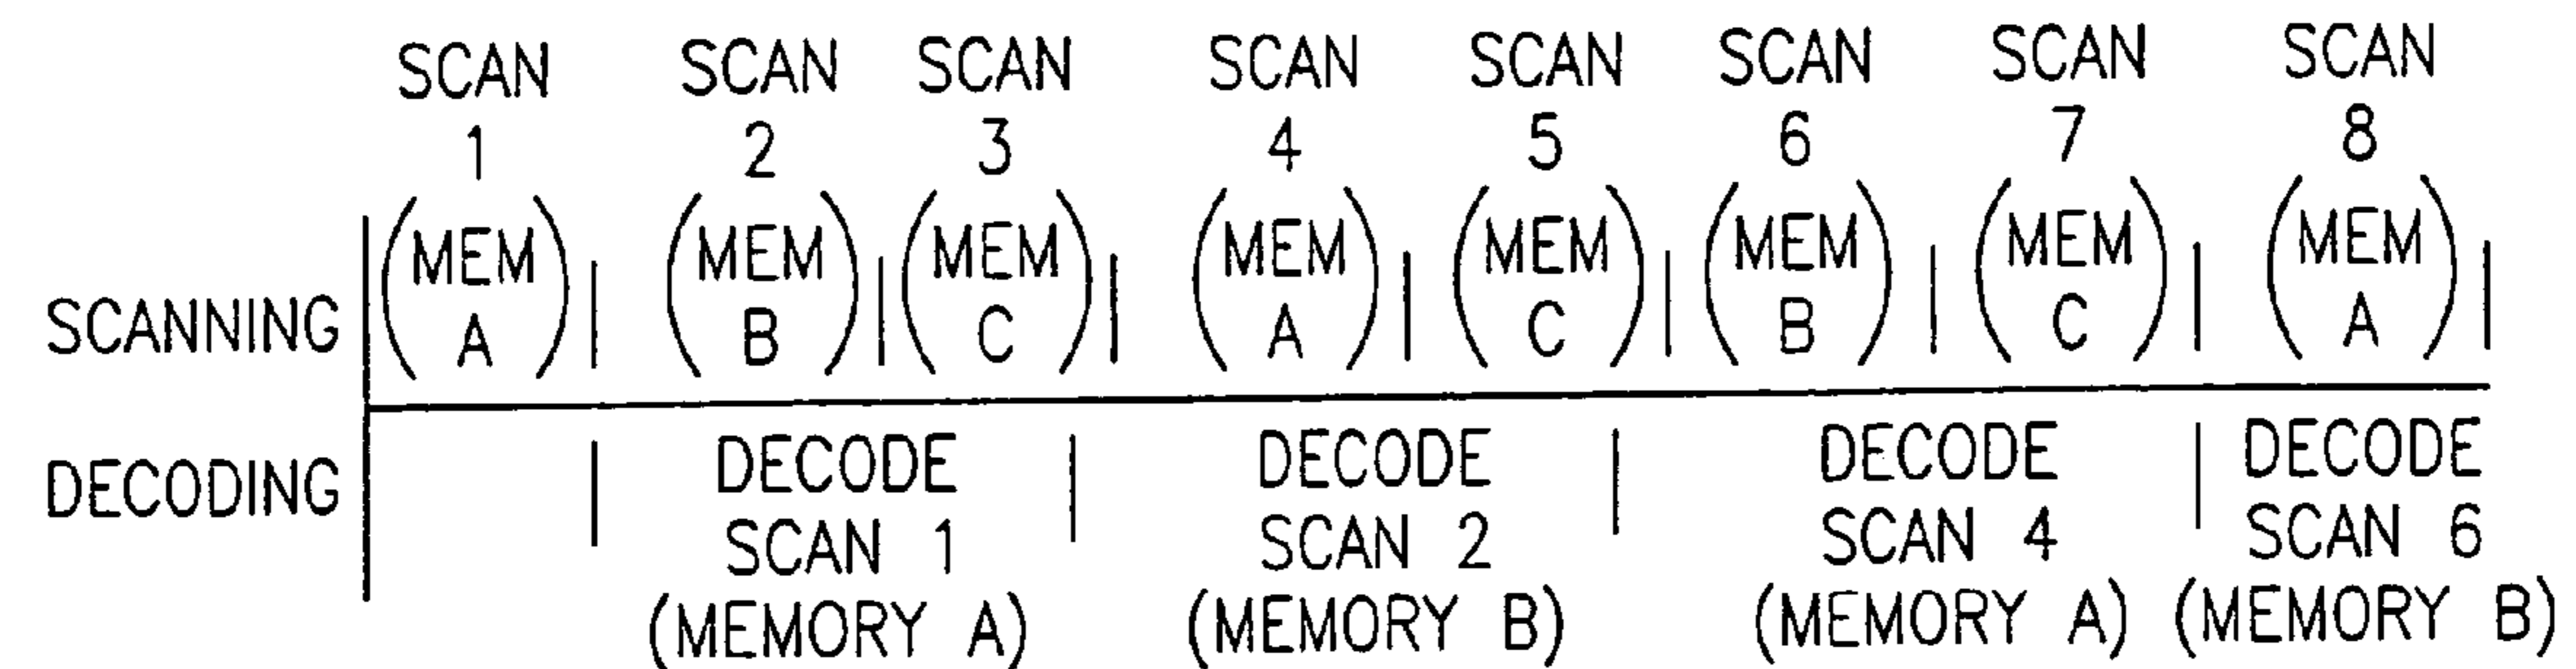 SCAN SCAN SCAN SCAN SCAN SCAN SCAN SCAN
1 2 3 4 5 6 7 8
(MEM (MEM (MEM (MEM (MEM (MEM (MEM (MEM
SCANNING A) B) C) A) C) B) C) A)
DECODING DECODE DECODE DECODE DECODE
SCAN 1 SCAN 2 SCAN 4 SCAN 6
(MEMORY A) (MEMORY B) (MEMORY A) (MEMORY B)